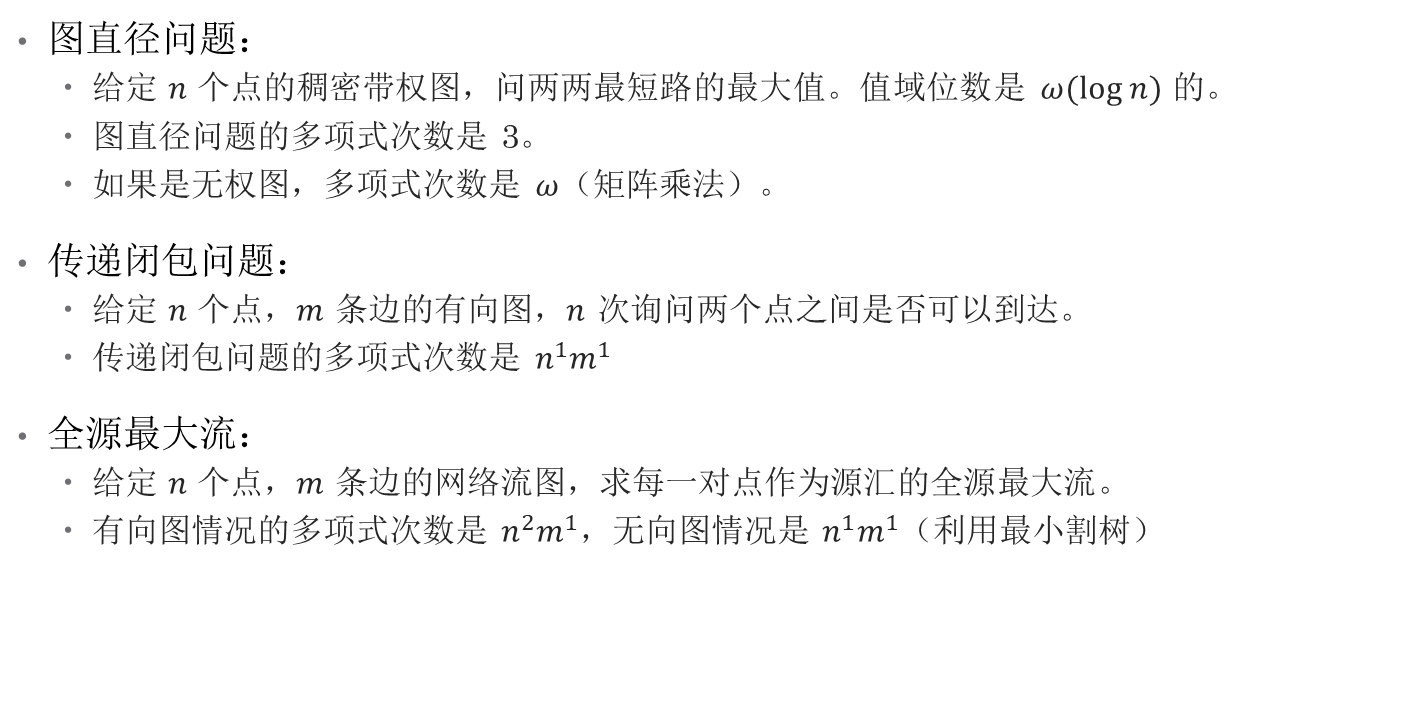 • 图直径问题：
• 给定 n 个点的稠密带权图，问两两最短路的最大值。值域位数是 ω(log n) 的。
• 图直径问题的多项式次数是 3。
• 如果是无权图，多项式次数是 ω（矩阵乘法）。
• 传递闭包问题：
• 给定 n 个点，m 条边的有向图，n 次询问两个点之间是否可以到达。
• 传递闭包问题的多项式次数是 n¹m¹
• 全源最大流：
• 给定 n 个点，m 条边的网络流图，求每一对点作为源汇的全源最大流。
• 有向图情况的多项式次数是 n²m¹，无向图情况是 n¹m¹（利用最小割树）